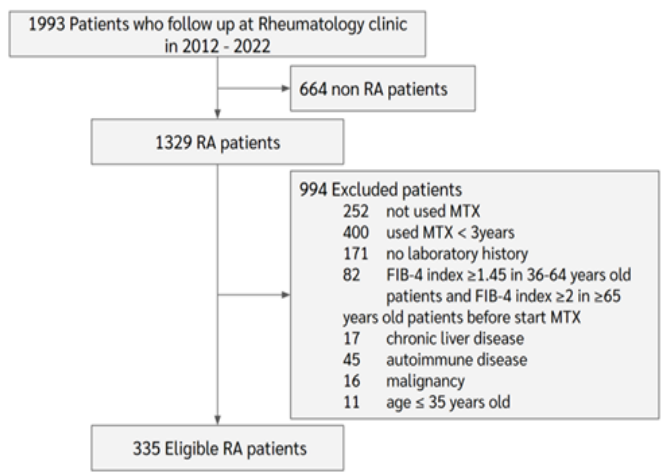 1993 Patients who follow up at Rheumatology clinic
in 2012 - 2022
664 non RA patients
1329 RA patients
994 Excluded patients
252 not used MTX
400 used MTX < 3years
171 no laboratory history
82 FIB-4 index ≥1.45 in 36-64 years old
patients and FIB-4 index ≥2 in ≥65
years old patients before start MTX
17 chronic liver disease
45 autoimmune disease
16 malignancy
11 age ≤ 35 years old
335 Eligible RA patients